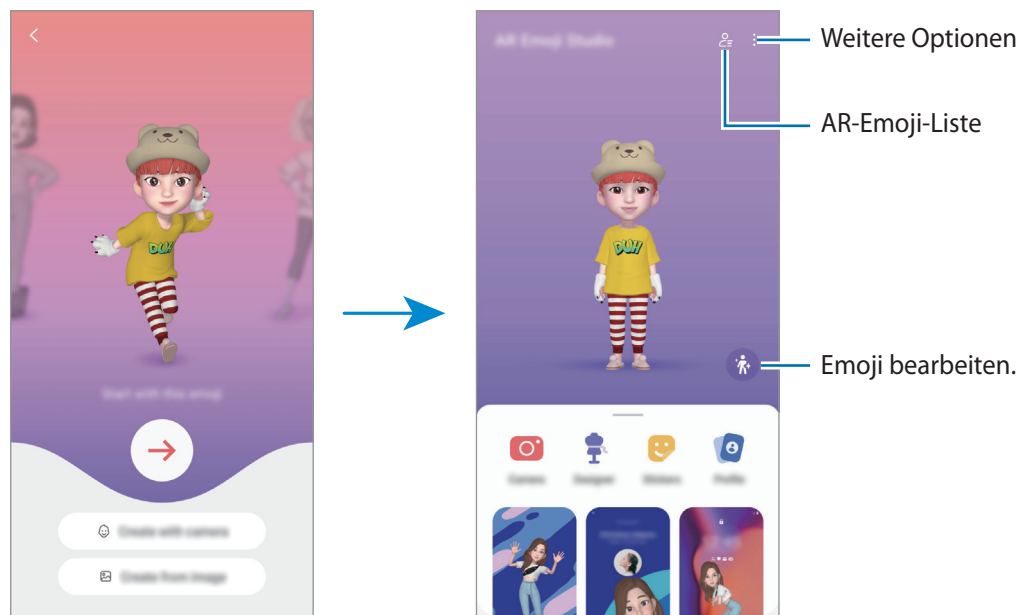 AR Emoji Studio
Weitere Optionen
AR-Emoji-Liste
DUH
DUH
Emoji bearbeiten.
Start with this emoji
Camera
Designer
Stickers
Profile
Create with camera
Create from image